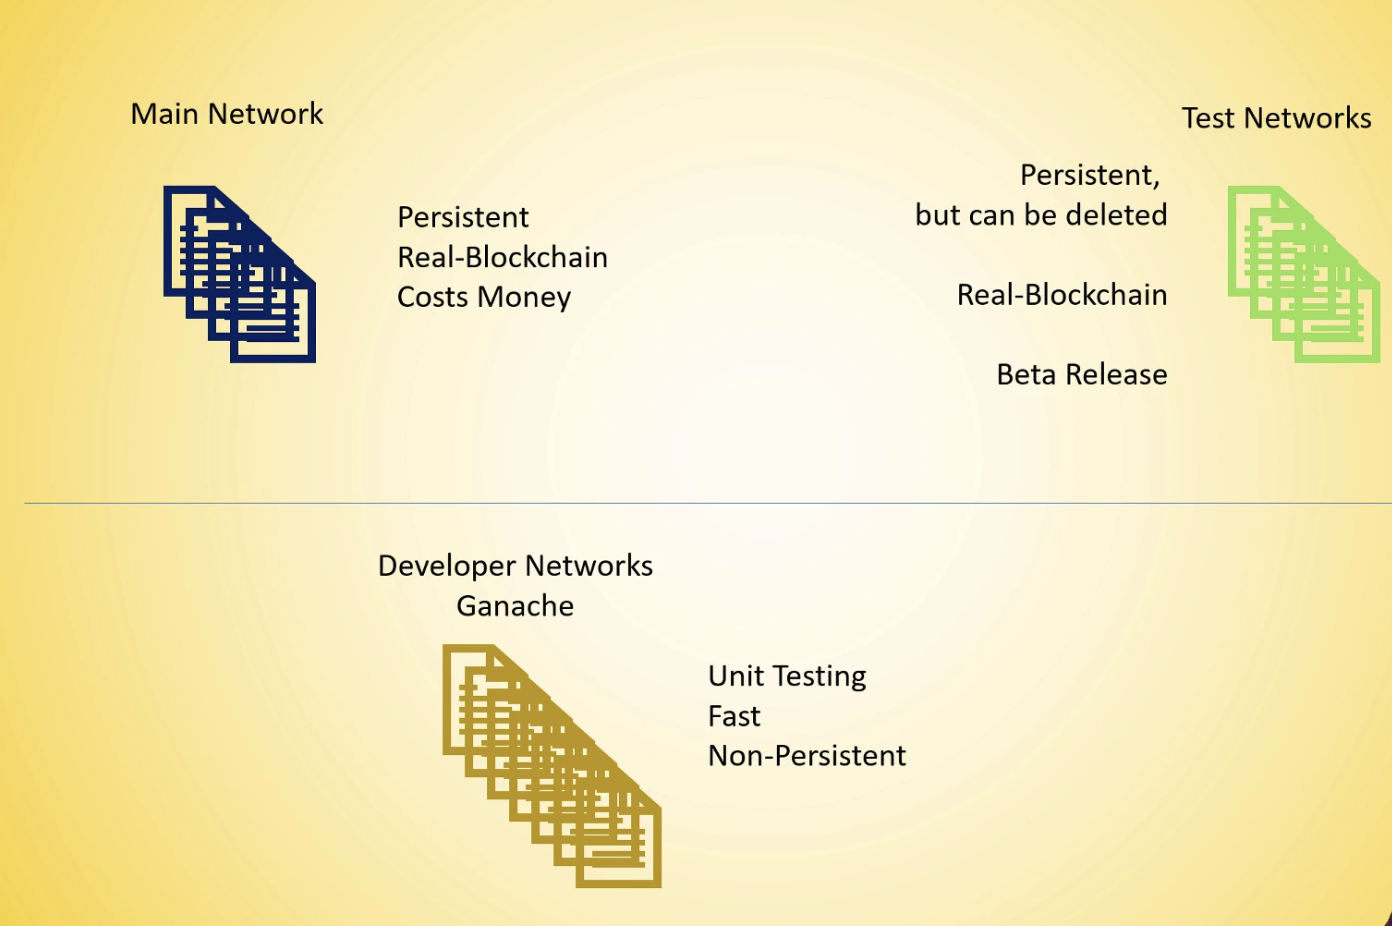 Main Network
Persistent
Real-Blockchain
Costs Money
Test Networks
Persistent,
but can be deleted
Real-Blockchain
Beta Release
Developer Networks
Ganache
Unit Testing
Fast
Non-Persistent